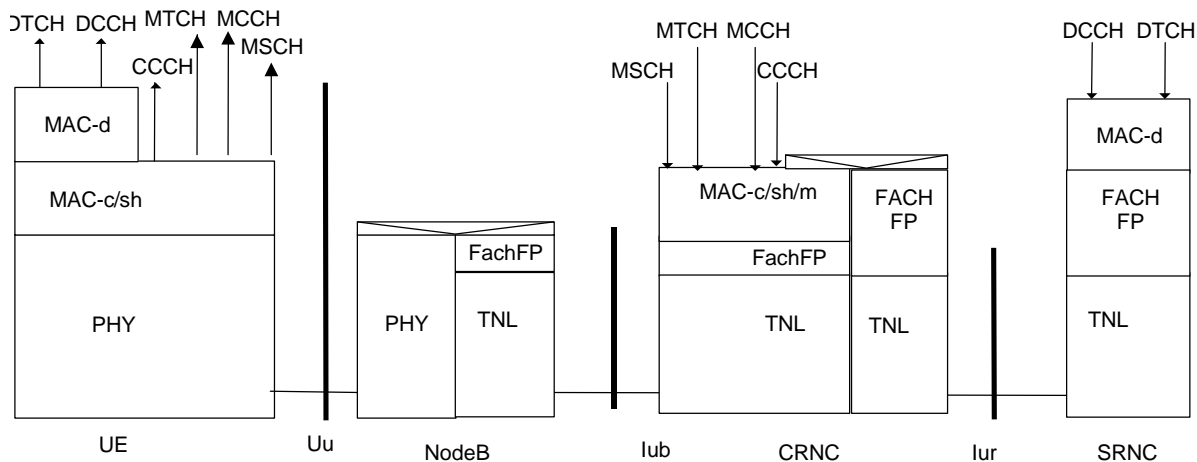 DTCH DCCH MTCH MCCH
MSCH
CCCH
MTCH MCCH
MSCH
CCCH
DCCH DTCH
MAC-d
MAC-c/sh
PHY
FachFP
PHY
TNL
MAC-c/sh/m
FachFP
TNL
FACH
FP
TNL
MAC-d
FACH
FP
TNL
UE
Uu
NodeB
Iub
CRNC
Iur
SRNC